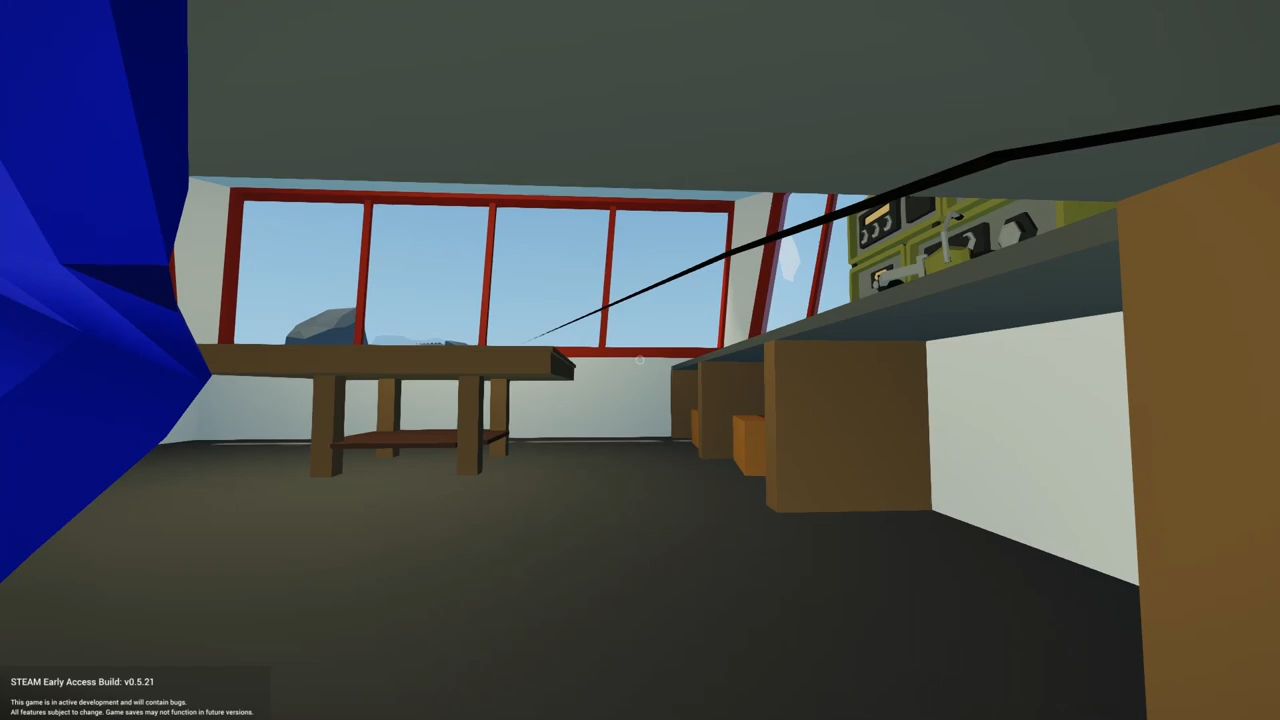 STEAM Early Access Build: v0.5.21
This game is in active development and will contain bugs.
All features subject to change. Game saves may not function in future versions.